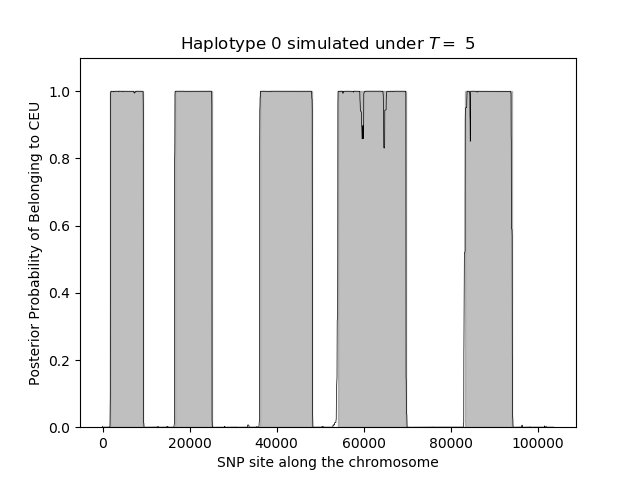 Haplotype 0 simulated under T = 5
Posterior Probability of Belonging to CEU
1.0
0.8
0.6
0.4
0.2
0.0
0 20000 40000 60000 80000 100000
SNP site along the chromosome